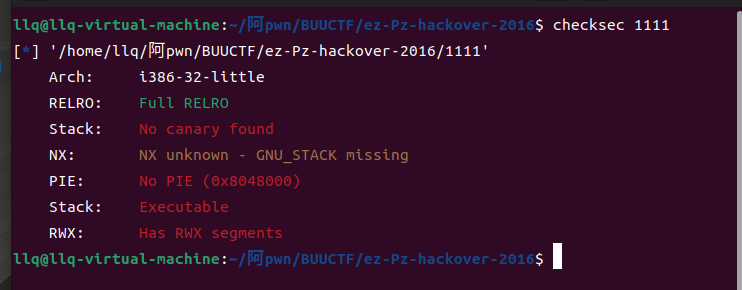 llq@llq-virtual-machine:~/阿pwn/BUUCTF/ez-Pz-hackover-2016$ checksec 1111
[*] '/home/llq/阿pwn/BUUCTF/ez-Pz-hackover-2016/1111'
Arch: i386-32-little
RELRO: Full RELRO
Stack: No canary found
NX: NX unknown - GNU_STACK missing
PIE: No PIE (0x8048000)
Stack: Executable
RWX: Has RWX segments
llq@llq-virtual-machine:~/阿pwn/BUUCTF/ez-Pz-hackover-2016$